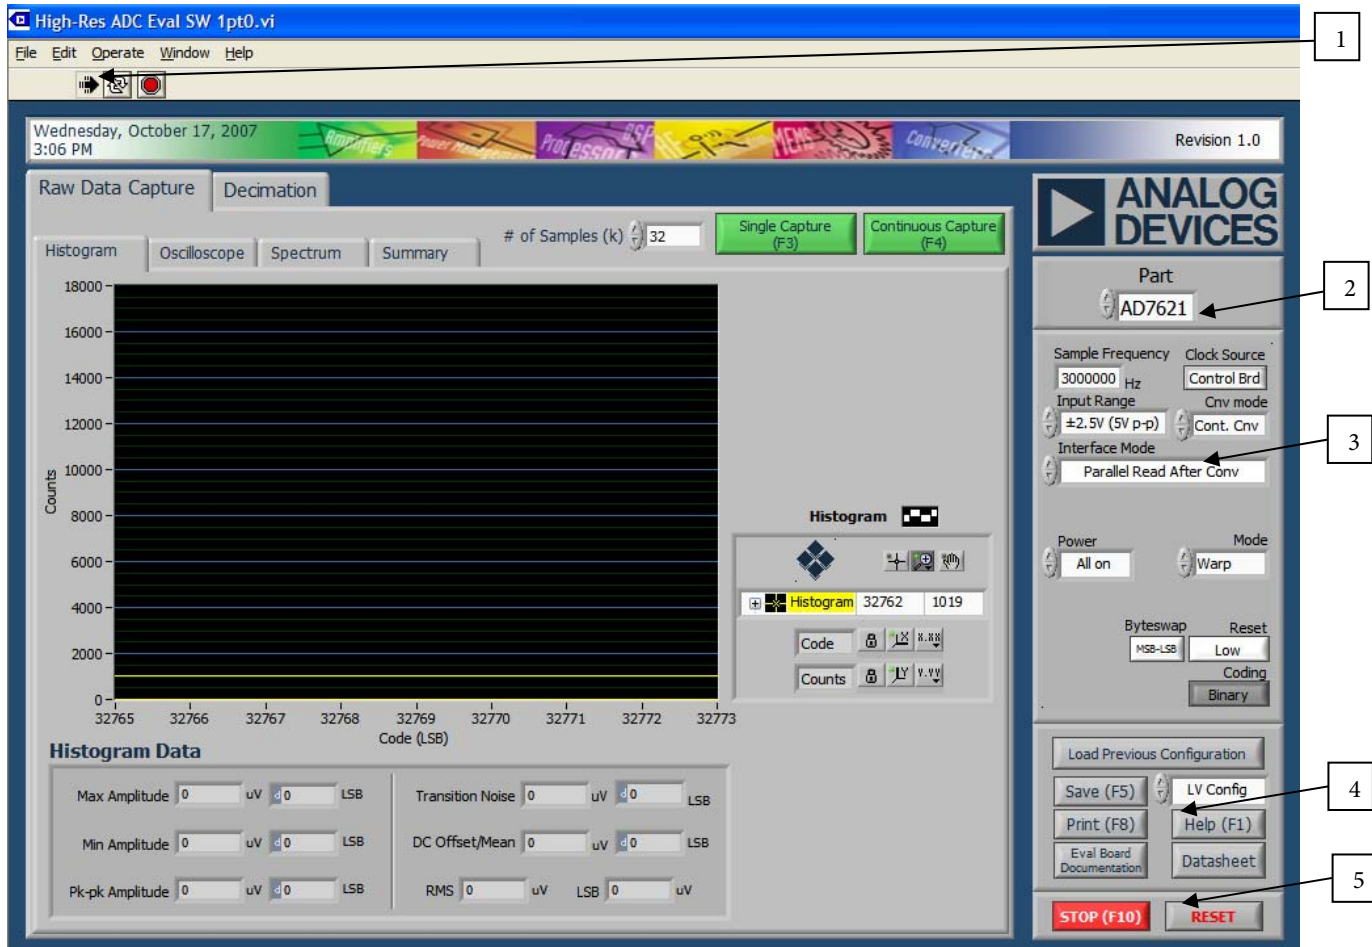 High-Res ADC Eval SW 1pt0.vi
File Edit Operate Window Help
1
Wednesday, October 17, 2007
3:06 PM
Amplifiers Power Management Processors DSP RF MEMS Converters
Revision 1.0
Raw Data Capture Decimation
# of Samples (k) 32
Single Capture
(F3)
Continuous Capture
(F4)
Histogram Oscilloscope Spectrum Summary
18000
16000
14000
12000
10000
8000
6000
4000
2000
0
Counts
32765 32766 32767 32768 32769 32770 32771 32772 32773
Code (LSB)
Histogram
Histogram 32762 1019
Code X X.XX
Counts Y Y.YY
Histogram Data
Max Amplitude 0 uV d 0 LSB
Min Amplitude 0 uV d 0 LSB
Pk-pk Amplitude 0 uV d 0 LSB
Transition Noise 0 uV d 0 LSB
DC Offset/Mean 0 uV d 0 LSB
RMS 0 uV LSB 0 uV
ANALOG
DEVICES
Part
AD7621
2
Sample Frequency Clock Source
3000000 Hz Control Brd
Input Range Cnv mode
±2.5V (5V p-p) Cont. Cnv
Interface Mode
Parallel Read After Conv
3
Power Mode
All on Warp
Byteswap Reset
MSB-LSB Low
Coding
Binary
Load Previous Configuration
Save (F5) LV Config
4
Print (F8) Help (F1)
Eval Board
Documentation
Datasheet
5
STOP (F10) RESET